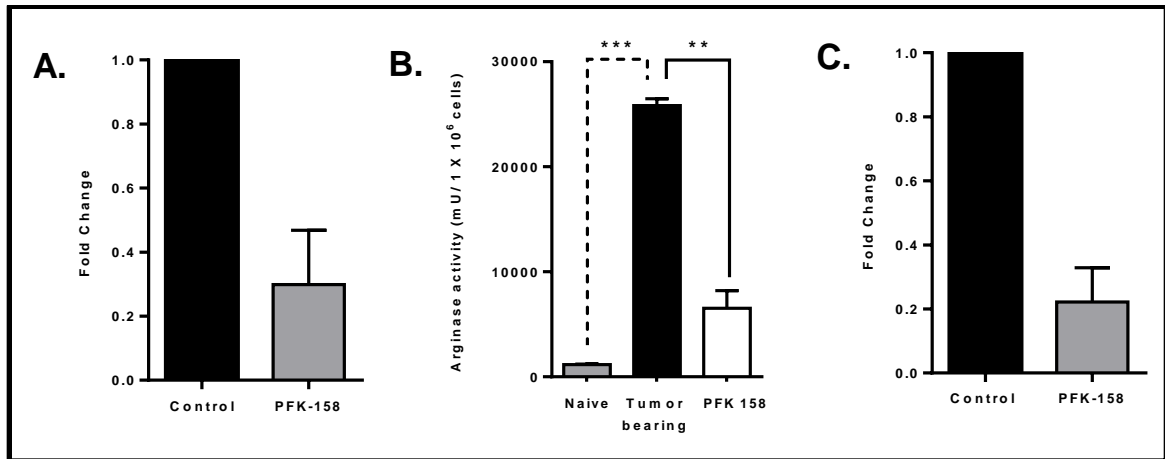 A.
1.0
0.8
0.6
0.4
0.2
0.0
Fold Change
Control PFK-158
B.
*** **
30000
20000
10000
0
Arginase activity (mU/ 1 X 10⁶ cells)
Naive Tumor bearing PFK 158
C.
1.0
0.8
0.6
0.4
0.2
0.0
Fold Change
Control PFK-158